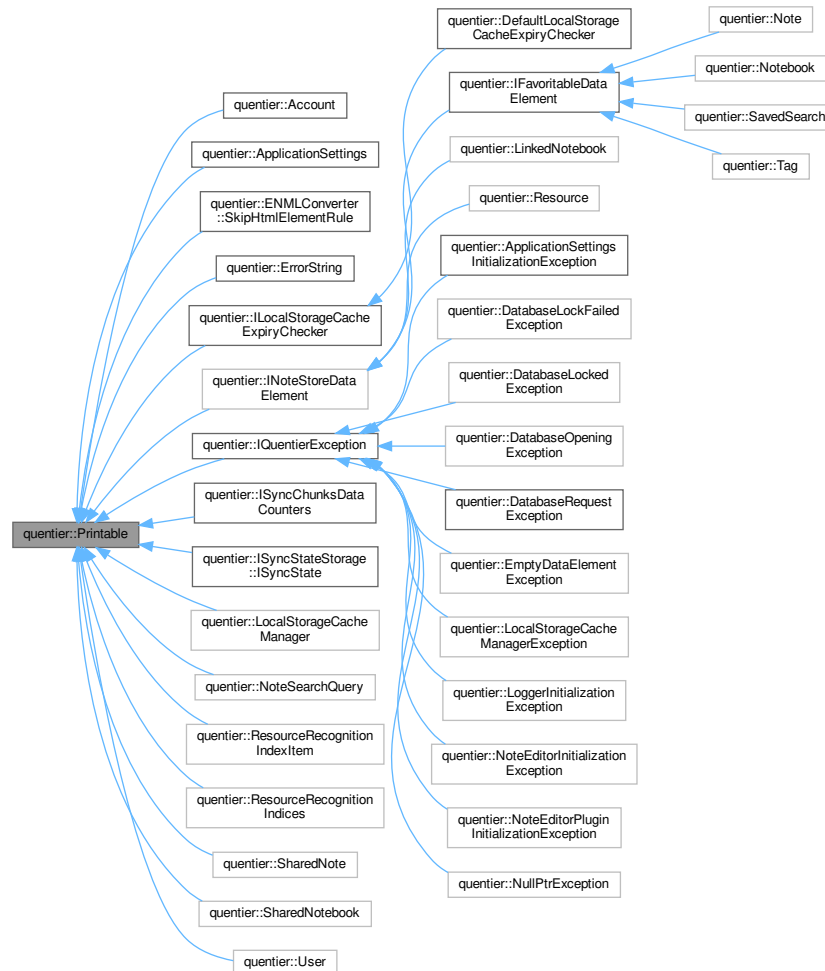 quentier::Printable
quentier::Account
quentier::ApplicationSettings
quentier::ENMLConverter
::SkipHtmlElementRule
quentier::ErrorString
quentier::ILocalStorageCache
ExpiryChecker
quentier::INoteStoreData
Element
quentier::IQuentierException
quentier::ISyncChunksData
Counters
quentier::ISyncStateStorage
::ISyncState
quentier::LocalStorageCache
Manager
quentier::NoteSearchQuery
quentier::ResourceRecognition
IndexItem
quentier::ResourceRecognition
Indices
quentier::SharedNote
quentier::SharedNotebook
quentier::User
quentier::DefaultLocalStorage
CacheExpiryChecker
quentier::IFavoritableData
Element
quentier::LinkedNotebook
quentier::Resource
quentier::ApplicationSettings
InitializationException
quentier::DatabaseLockFailed
Exception
quentier::DatabaseLocked
Exception
quentier::DatabaseOpening
Exception
quentier::DatabaseRequest
Exception
quentier::EmptyDataElement
Exception
quentier::LocalStorageCache
ManagerException
quentier::LoggerInitialization
Exception
quentier::NoteEditorInitialization
Exception
quentier::NoteEditorPlugin
InitializationException
quentier::NullPtrException
quentier::Note
quentier::Notebook
quentier::SavedSearch
quentier::Tag